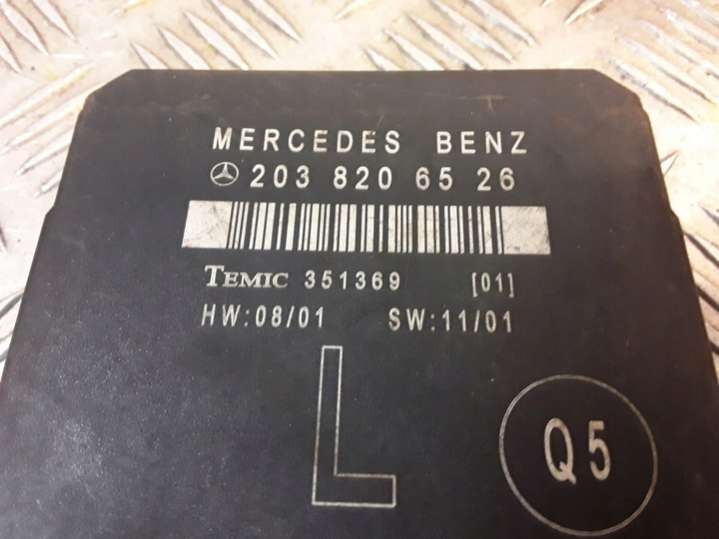 MERCEDES BENZ
203 820 65 26
TEMIC 351369 [01]
HW:08/01 SW:11/01
L
Q5